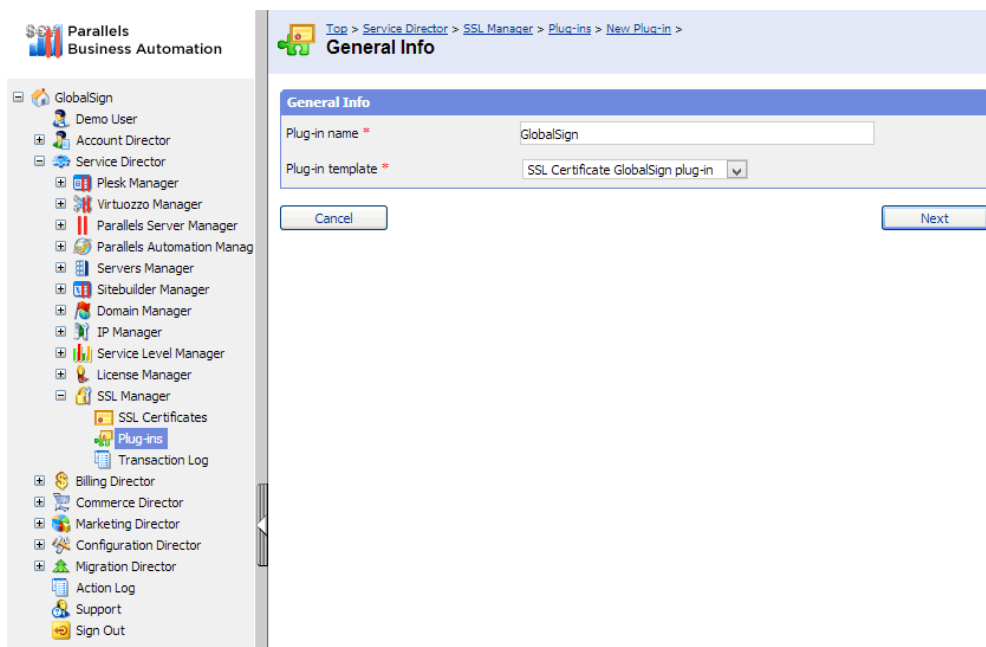 Parallels
Business Automation
Top > Service Director > SSL Manager > Plug-ins > New Plug-in >
General Info
GlobalSign
Demo User
Account Director
Service Director
Plesk Manager
Virtuozzo Manager
Parallels Server Manager
Parallels Automation Manag
Servers Manager
Sitebuilder Manager
Domain Manager
IP Manager
Service Level Manager
License Manager
SSL Manager
SSL Certificates
Plug-ins
Transaction Log
Billing Director
Commerce Director
Marketing Director
Configuration Director
Migration Director
Action Log
Support
Sign Out
General Info
Plug-in name * GlobalSign
Plug-in template * SSL Certificate GlobalSign plug-in
Cancel Next